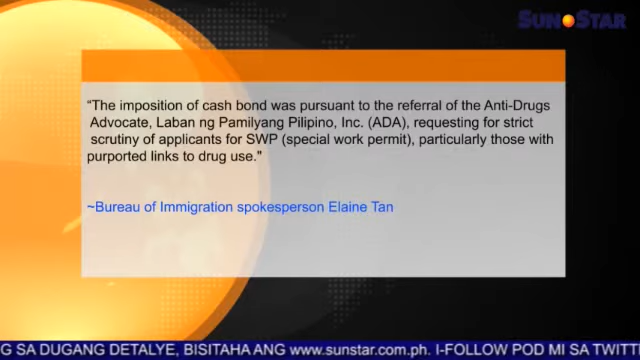 SUN STAR
“The imposition of cash bond was pursuant to the referral of the Anti-Drugs
Advocate, Laban ng Pamilyang Pilipino, Inc. (ADA), requesting for strict
scrutiny of applicants for SWP (special work permit), particularly those with
purported links to drug use."
~Bureau of Immigration spokesperson Elaine Tan
G SA DUGANG DETALYE, BISITAHA ANG www.sunstar.com.ph. I-FOLLOW POD MI SA TWITT